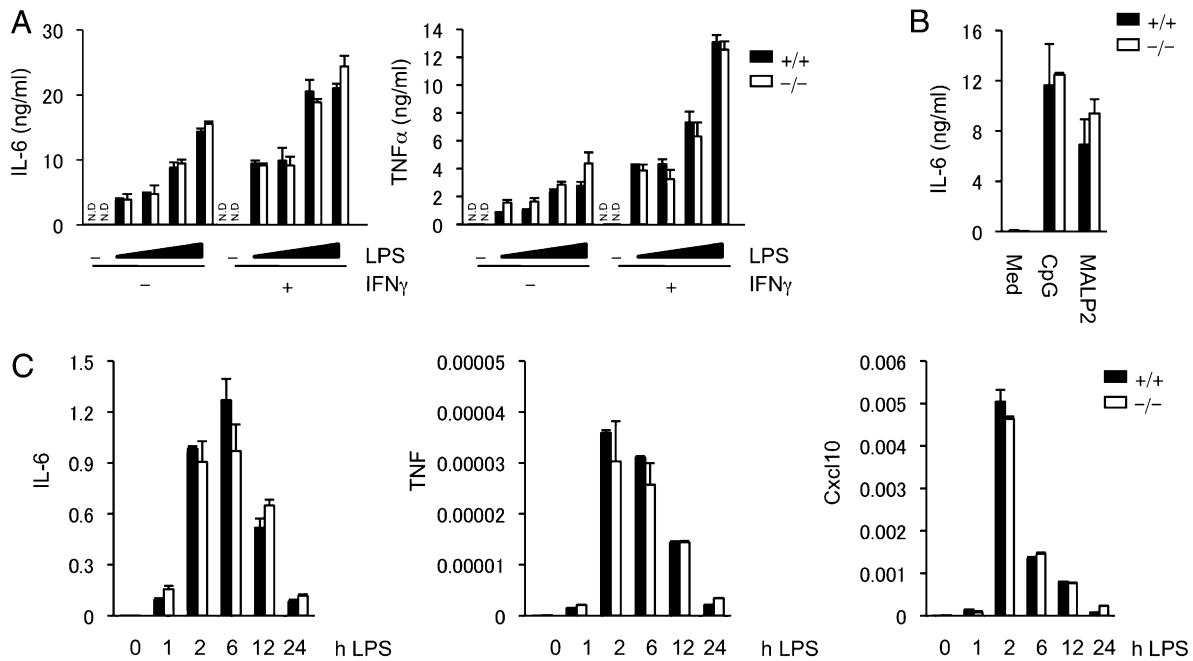 A
IL-6 (ng/ml)
30
20
10
0
N.D
N.D
N.D
N.D
–
–
LPS
–
+
IFNγ
TNFα (ng/ml)
14
12
10
8
6
4
2
0
N.D
N.D
N.D
N.D
–
–
LPS
–
+
IFNγ
+/+
–/–
B
IL-6 (ng/ml)
16
12
8
4
0
Med
CpG
MALP2
+/+
–/–
C
IL-6
1.5
1.2
0.9
0.6
0.3
0
0 1 2 6 12 24 h LPS
TNF
0.00005
0.00004
0.00003
0.00002
0.00001
0
0 1 2 6 12 24 h LPS
Cxcl10
0.006
0.005
0.004
0.003
0.002
0.001
0
0 1 2 6 12 24 h LPS
+/+
–/–